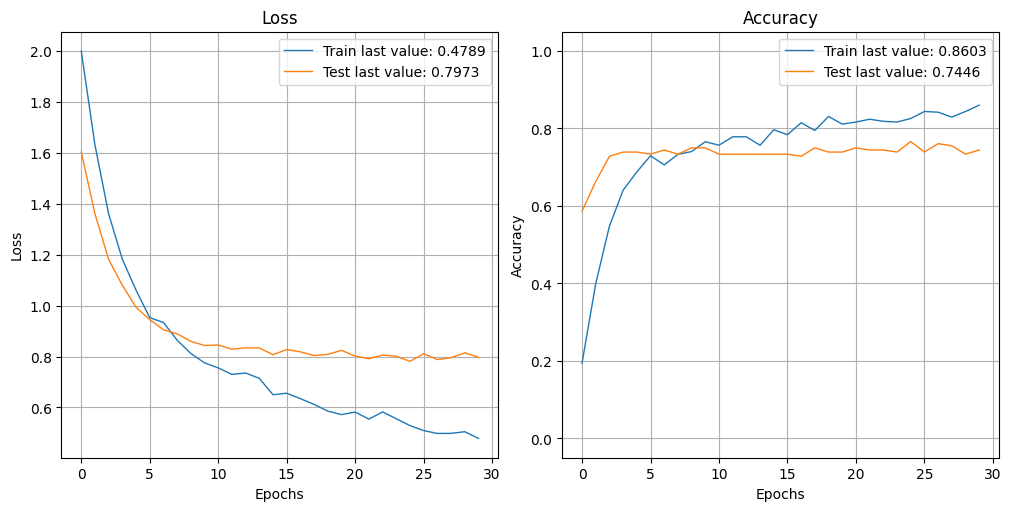 Loss
Train last value: 0.4789
Test last value: 0.7973
2.0
1.8
1.6
1.4
1.2
1.0
0.8
0.6
Loss
0
5
10
15
20
25
30
Epochs
Accuracy
Train last value: 0.8603
Test last value: 0.7446
1.0
0.8
0.6
0.4
0.2
0.0
Accuracy
0
5
10
15
20
25
30
Epochs